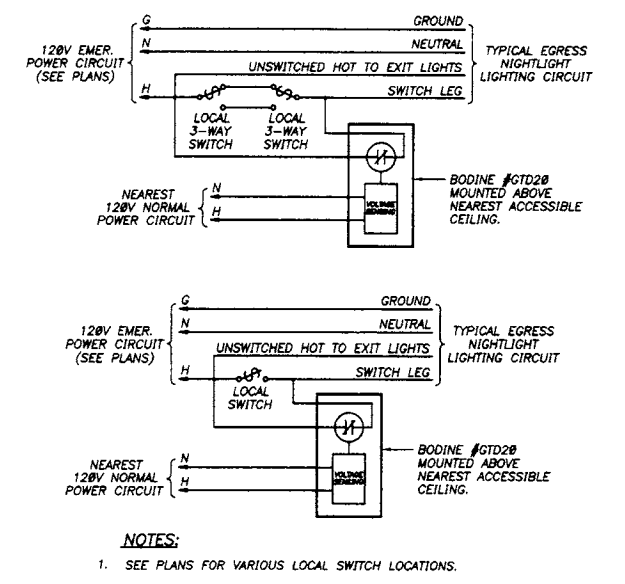 G GROUND
120V EMER.
POWER CIRCUIT
(SEE PLANS)
N NEUTRAL
UNSWITCHED HOT TO EXIT LIGHTS
H SWITCH LEG
TYPICAL EGRESS
NIGHTLIGHT
LIGHTING CIRCUIT
LOCAL
3-WAY
SWITCH
LOCAL
3-WAY
SWITCH
NEAREST
120V NORMAL
POWER CIRCUIT
N
H
VOLTAGE
SENSING
BODINE #GTD20
MOUNTED ABOVE
NEAREST ACCESSIBLE
CEILING.
G GROUND
120V EMER.
POWER CIRCUIT
(SEE PLANS)
N NEUTRAL
UNSWITCHED HOT TO EXIT LIGHTS
H SWITCH LEG
TYPICAL EGRESS
NIGHTLIGHT
LIGHTING CIRCUIT
LOCAL
SWITCH
NEAREST
120V NORMAL
POWER CIRCUIT
N
H
VOLTAGE
SENSING
BODINE #GTD20
MOUNTED ABOVE
NEAREST ACCESSIBLE
CEILING.
NOTES:
1. SEE PLANS FOR VARIOUS LOCAL SWITCH LOCATIONS.